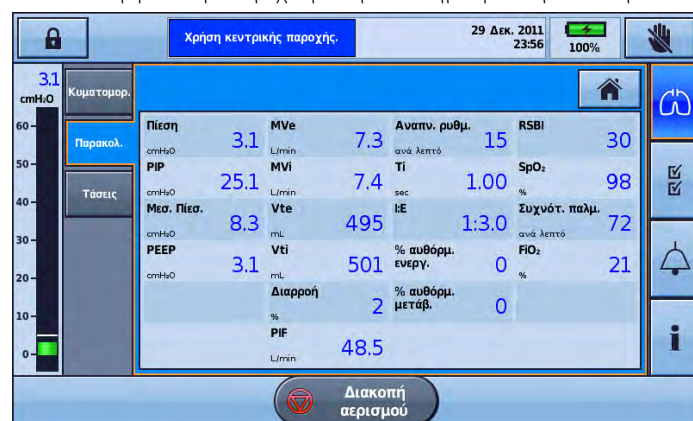 Χρήση κεντρικής παροχής.
29 Δεκ. 2011
23:56
100%
3.1
cmH₂O
60
50
40
30
20
10
0
Κυματομορ.
Παρακολ.
Τάσεις
Πίεση 3.1
cmH₂O
MVe 7.3
L/min
Αναπν. ρυθμ. 15
ανά λεπτό
RSBI 30
PIP 25.1
cmH₂O
MVi 7.4
L/min
Ti 1.00
sec
SpO₂ 98
%
Μεσ. Πίεσ. 8.3
cmH₂O
Vte 495
mL
I:E 1:3.0
Συχνότ. παλμ. 72
ανά λεπτό
PEEP 3.1
cmH₂O
Vti 501
mL
% αυθόρμ.
ενεργ. 0
FiO₂ 21
%
Διαρροή 2
%
% αυθόρμ.
μετάβ. 0
PIF 48.5
L/min
Διακοπή
αερισμού